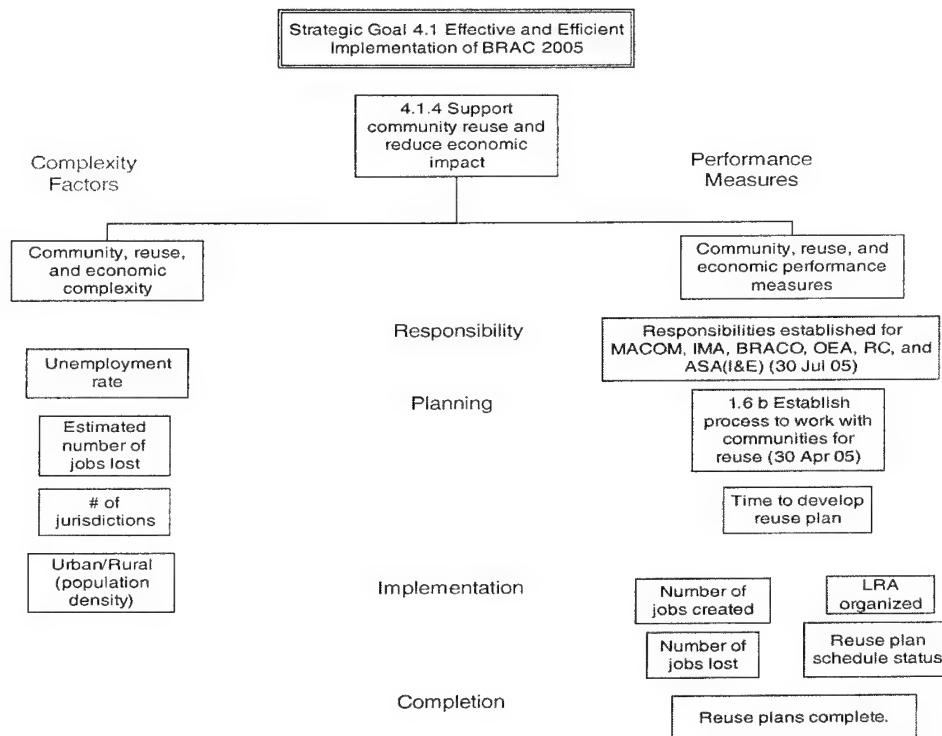 Strategic Goal 4.1 Effective and Efficient
Implementation of BRAC 2005
4.1.4 Support
community reuse and
reduce economic
impact
Complexity
Factors
Performance
Measures
Community, reuse,
and economic
complexity
Community, reuse, and
economic performance
measures
Responsibility
Responsibilities established for
MACOM, IMA, BRACO, OEA, RC, and
ASA(I&E) (30 Jul 05)
Unemployment
rate
Planning
1.6 b Establish
process to work with
communities for
reuse (30 Apr 05)
Estimated
number of
jobs lost
# of
jurisdictions
Time to develop
reuse plan
Urban/Rural
(population
density)
Implementation
Number of
jobs created
LRA
organized
Number of
jobs lost
Reuse plan
schedule status
Completion
Reuse plans complete.